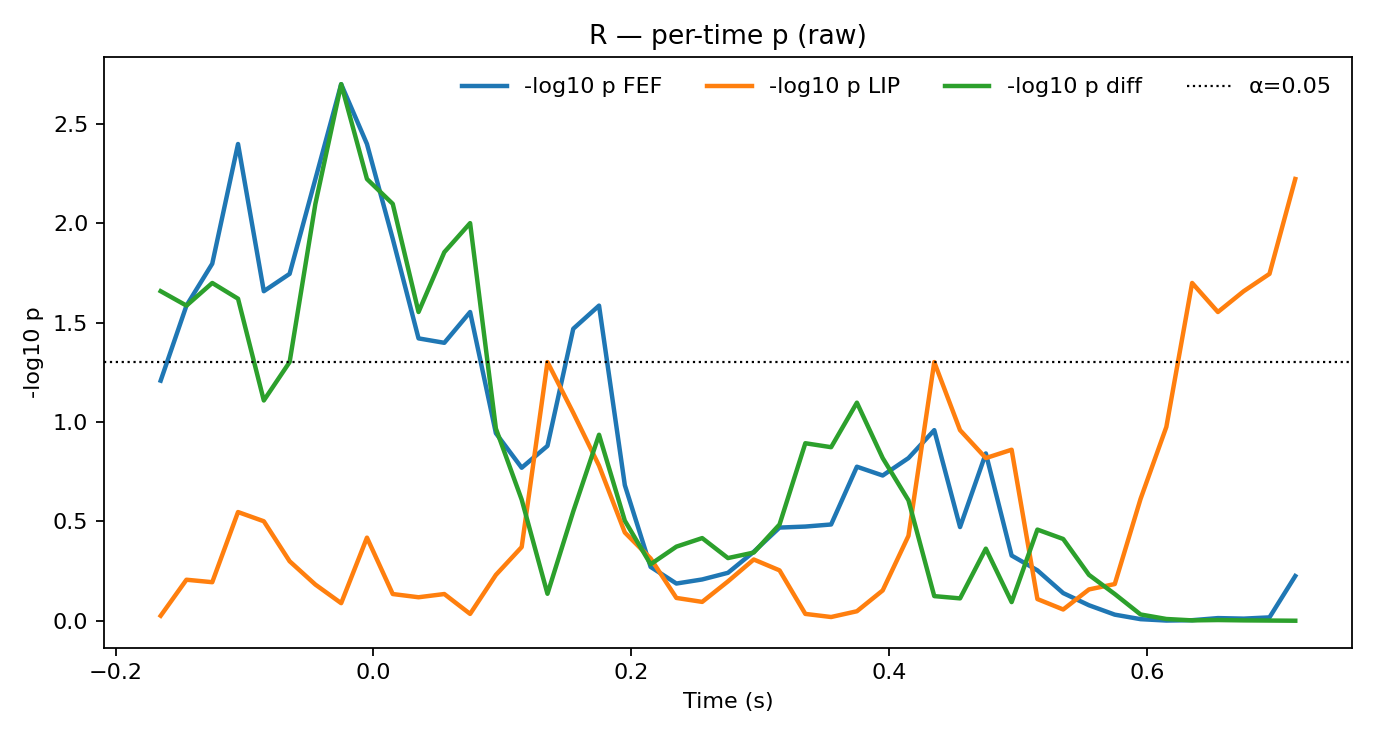 R — per-time p (raw)
-log10 p FEF
-log10 p LIP
-log10 p diff
α=0.05
-log10 p
2.5
2.0
1.5
1.0
0.5
0.0
−0.2
0.0
0.2
0.4
0.6
Time (s)